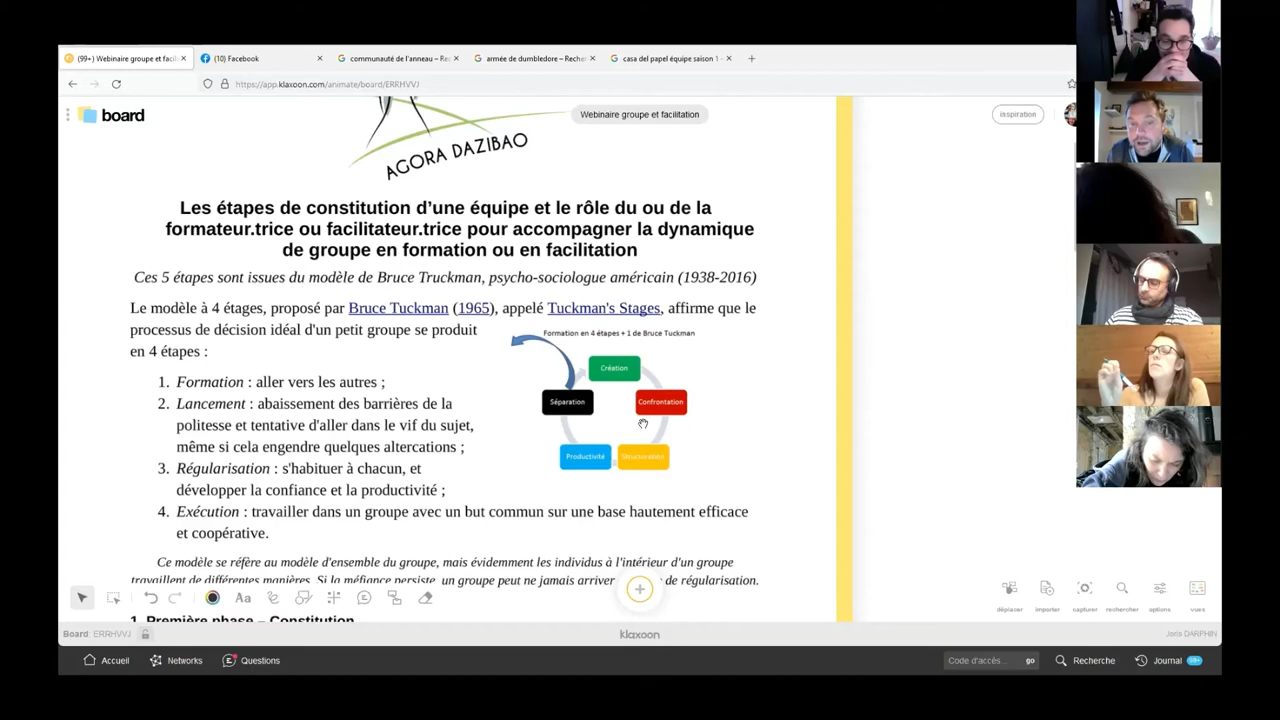 (99+) Webinaire groupe et facil
(10) Facebook
communauté de l'anneau – Re
armée de dumbledore – Reche
casa del papel équipe saison 1 -
https://app.klaxoon.com/animate/board/ERRHVVJ
board
Webinaire groupe et facilitation
inspiration
AGORA DAZIBAO
Les étapes de constitution d'une équipe et le rôle du ou de la
formateur.trice ou facilitateur.trice pour accompagner la dynamique
de groupe en formation ou en facilitation
Ces 5 étapes sont issues du modèle de Bruce Truckman, psycho-sociologue américain (1938-2016)
Le modèle à 4 étages, proposé par Bruce Tuckman (1965), appelé Tuckman's Stages, affirme que le
processus de décision idéal d'un petit groupe se produit
en 4 étapes :
1. Formation : aller vers les autres ;
2. Lancement : abaissement des barrières de la
politesse et tentative d'aller dans le vif du sujet,
même si cela engendre quelques altercations ;
3. Régularisation : s'habituer à chacun, et
développer la confiance et la productivité ;
4. Exécution : travailler dans un groupe avec un but commun sur une base hautement efficace
et coopérative.
Formation en 4 étapes + 1 de Bruce Tuckman
Création
Séparation
Confrontation
Productivité
Ce modèle se réfère au modèle d'ensemble du groupe, mais évidemment les individus à l'intérieur d'un groupe
travaillent de différentes manières. Si la méfiance persiste, un groupe peut ne jamais arriver de régularisation.
1. Première phase – Constitution
Aa
déplacer
importer
capturer
rechercher
options
vues
Board: ERRHVVJ
klaxoon
Joris DARPHIN
Accueil
Networks
Questions
Code d'accès...
go
Recherche
Journal
99+